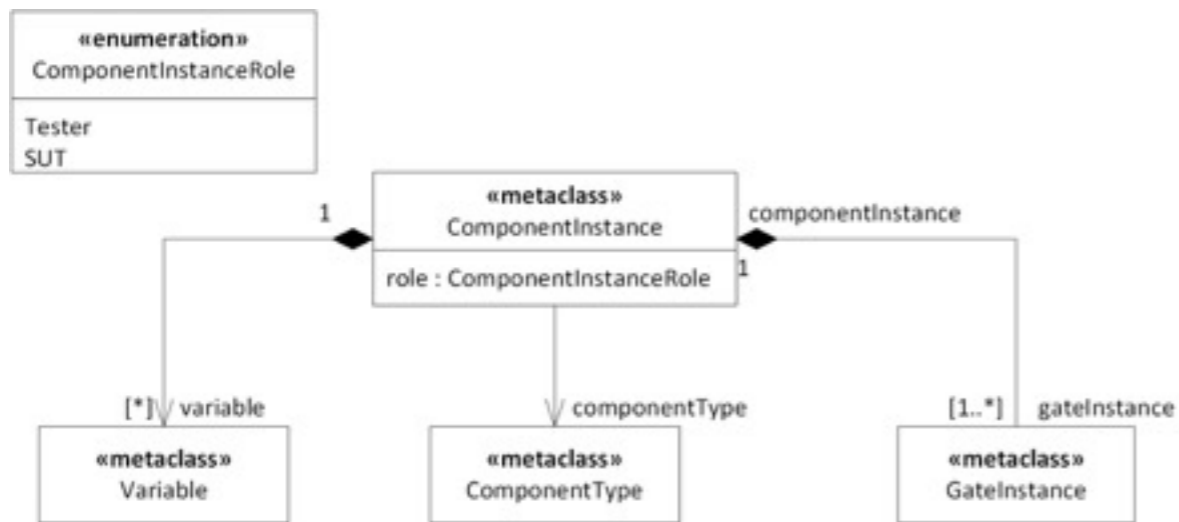 «enumeration»
ComponentInstanceRole
Tester
SUT
«metaclass»
ComponentInstance
role : ComponentInstanceRole
1
componentInstance
1
[*] variable
componentType
[1..*] gateInstance
«metaclass»
Variable
«metaclass»
ComponentType
«metaclass»
GateInstance